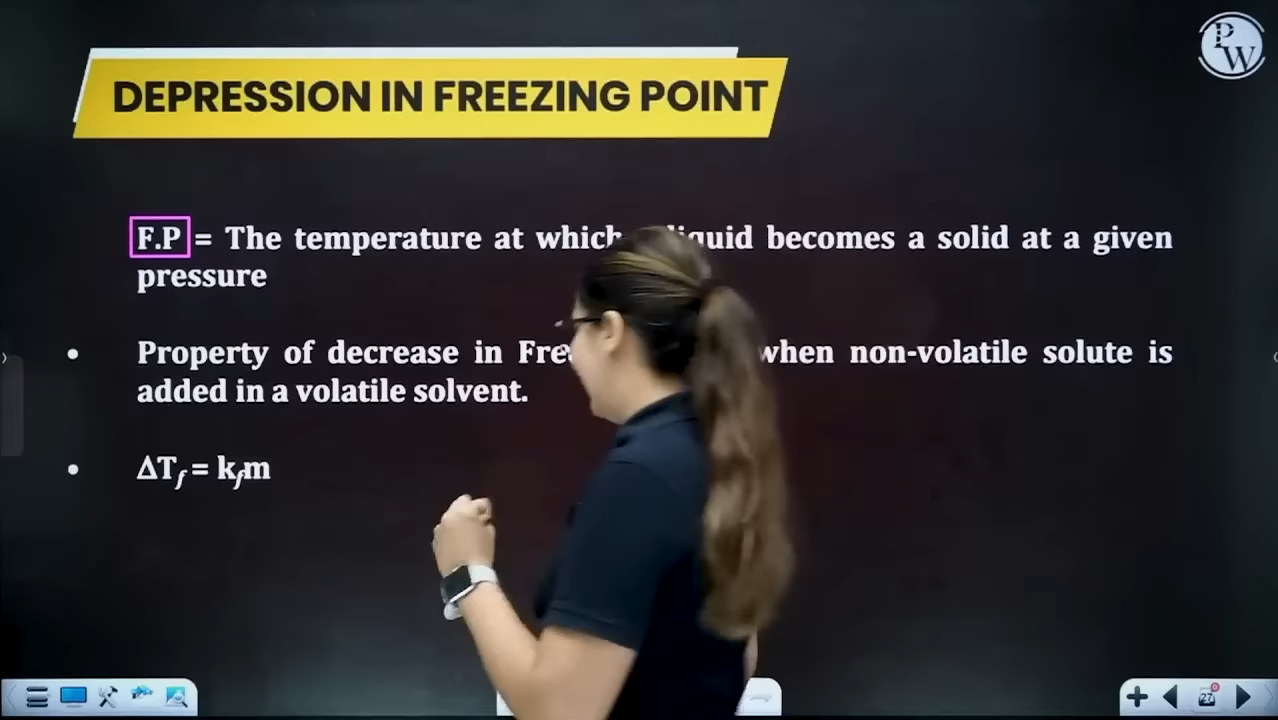 PW
DEPRESSION IN FREEZING POINT
F.P = The temperature at which liquid becomes a solid at a given
pressure
• Property of decrease in when non-volatile solute is
added in a volatile solvent.
• ΔTf = kfm
27